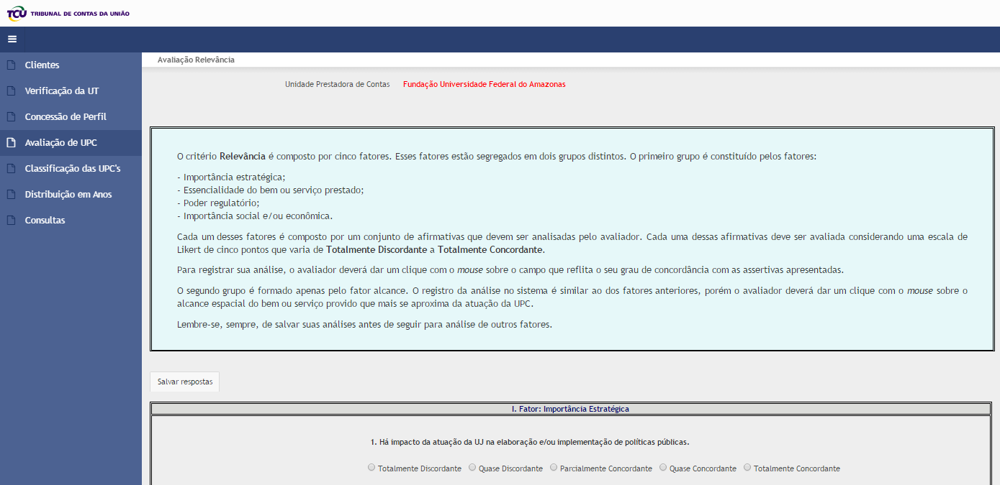 TCU TRIBUNAL DE CONTAS DA UNIÃO
Clientes
Verificação da UT
Concessão de Perfil
Avaliação de UPC
Classificação das UPC's
Distribuição em Anos
Consultas
Avaliação Relevância
Unidade Prestadora de Contas Fundação Universidade Federal do Amazonas
O critério Relevância é composto por cinco fatores. Esses fatores estão segregados em dois grupos distintos. O primeiro grupo é constituído pelos fatores:
- Importância estratégica;
- Essencialidade do bem ou serviço prestado;
- Poder regulatório;
- Importância social e/ou econômica.
Cada um desses fatores é composto por um conjunto de afirmativas que devem ser analisadas pelo avaliador. Cada uma dessas afirmativas deve ser avaliada considerando uma escala de
Likert de cinco pontos que varia de Totalmente Discordante a Totalmente Concordante.
Para registrar sua análise, o avaliador deverá dar um clique com o mouse sobre o campo que reflita o seu grau de concordância com as assertivas apresentadas.
O segundo grupo é formado apenas pelo fator alcance. O registro da análise no sistema é similar ao dos fatores anteriores, porém o avaliador deverá dar um clique com o mouse sobre o
alcance espacial do bem ou serviço provido que mais se aproxima da atuação da UPC.
Lembre-se, sempre, de salvar suas análises antes de seguir para análise de outros fatores.
Salvar respostas
I. Fator: Importância Estratégica
1. Há impacto da atuação da UJ na elaboração e/ou implementação de políticas públicas.
Totalmente Discordante Quase Discordante Parcialmente Concordante Quase Concordante Totalmente Concordante